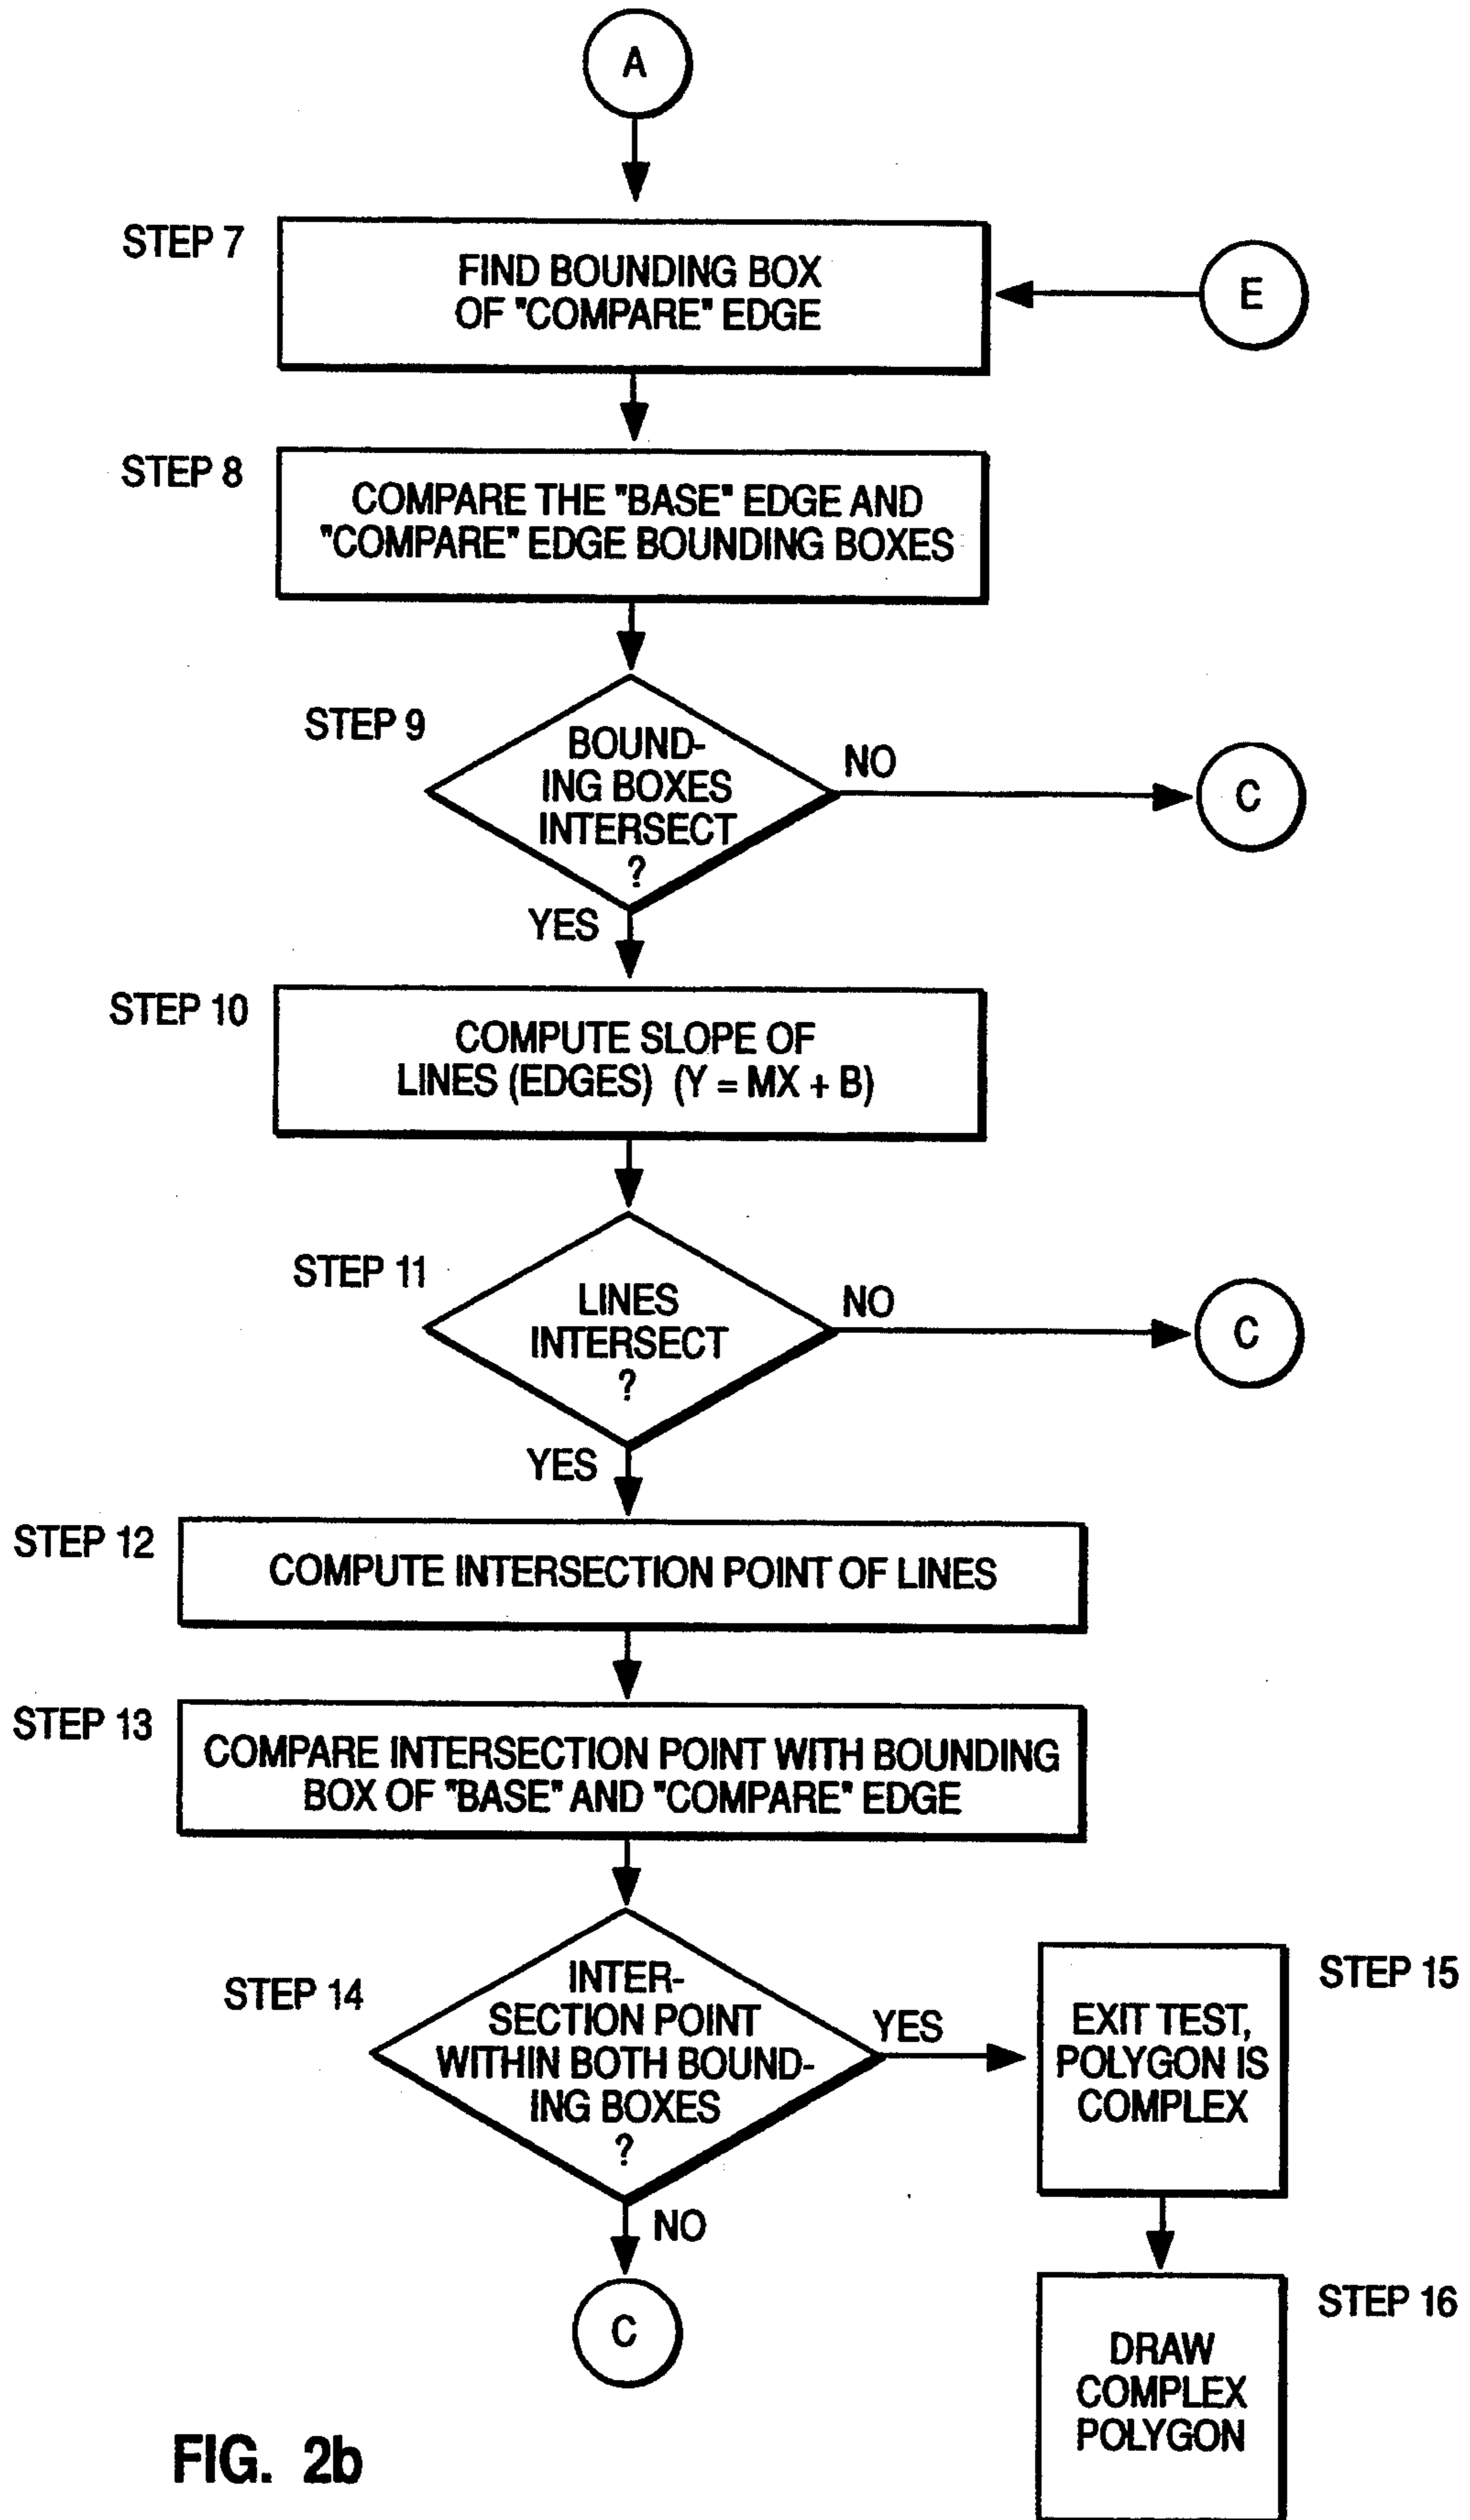 A
STEP 7
FIND BOUNDING BOX
OF "COMPARE" EDGE
E
STEP 8
COMPARE THE "BASE" EDGE AND
"COMPARE" EDGE BOUNDING BOXES
STEP 9
BOUND-
ING BOXES
INTERSECT
?
NO
C
YES
STEP 10
COMPUTE SLOPE OF
LINES (EDGES) (Y = MX + B)
STEP 11
LINES
INTERSECT
?
NO
C
YES
STEP 12
COMPUTE INTERSECTION POINT OF LINES
STEP 13
COMPARE INTERSECTION POINT WITH BOUNDING
BOX OF "BASE" AND "COMPARE" EDGE
STEP 14
INTER-
SECTION POINT
WITHIN BOTH BOUND-
ING BOXES
?
YES
STEP 15
EXIT TEST,
POLYGON IS
COMPLEX
NO
C
STEP 16
DRAW
COMPLEX
POLYGON
FIG. 2b